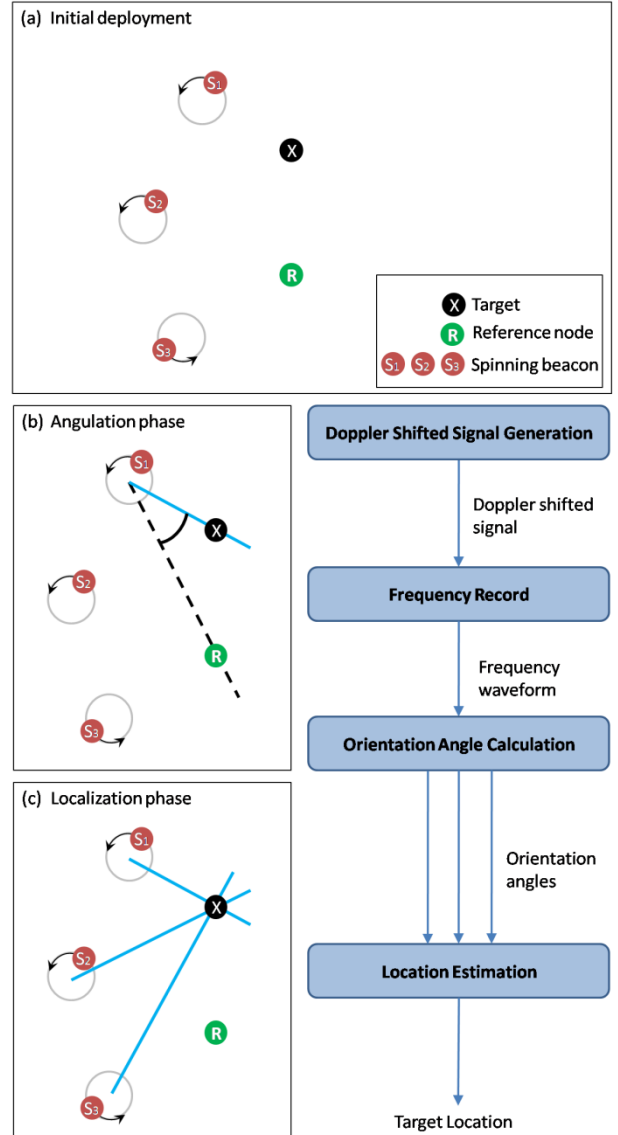 (a) Initial deployment
S1
X
S2
R
S3
X Target
R Reference node
S1 S2 S3 Spinning beacon
(b) Angulation phase
S1
X
S2
R
S3
(c) Localization phase
S1
X
S2
R
S3
Doppler Shifted Signal Generation
Doppler shifted
signal
Frequency Record
Frequency
waveform
Orientation Angle Calculation
Orientation
angles
Location Estimation
Target Location